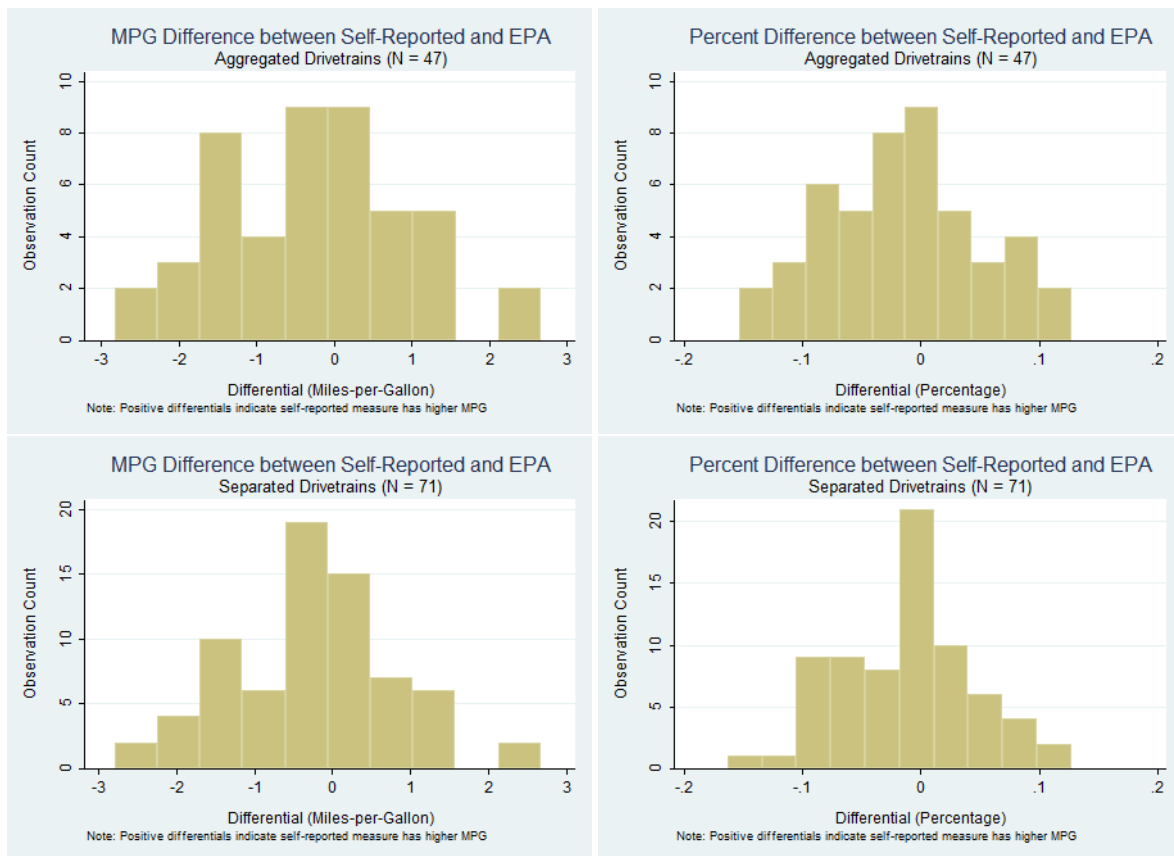 MPG Difference between Self-Reported and EPA
Aggregated Drivetrains (N = 47)
Observation Count
10
8
6
4
2
0
-3 -2 -1 0 1 2 3
Differential (Miles-per-Gallon)
Note: Positive differentials indicate self-reported measure has higher MPG
Percent Difference between Self-Reported and EPA
Aggregated Drivetrains (N = 47)
Observation Count
10
8
6
4
2
0
-.2 -.1 0 .1 .2
Differential (Percentage)
Note: Positive differentials indicate self-reported measure has higher MPG
MPG Difference between Self-Reported and EPA
Separated Drivetrains (N = 71)
Observation Count
20
15
10
5
0
-3 -2 -1 0 1 2 3
Differential (Miles-per-Gallon)
Note: Positive differentials indicate self-reported measure has higher MPG
Percent Difference between Self-Reported and EPA
Separated Drivetrains (N = 71)
Observation Count
20
15
10
5
0
-.2 -.1 0 .1 .2
Differential (Percentage)
Note: Positive differentials indicate self-reported measure has higher MPG